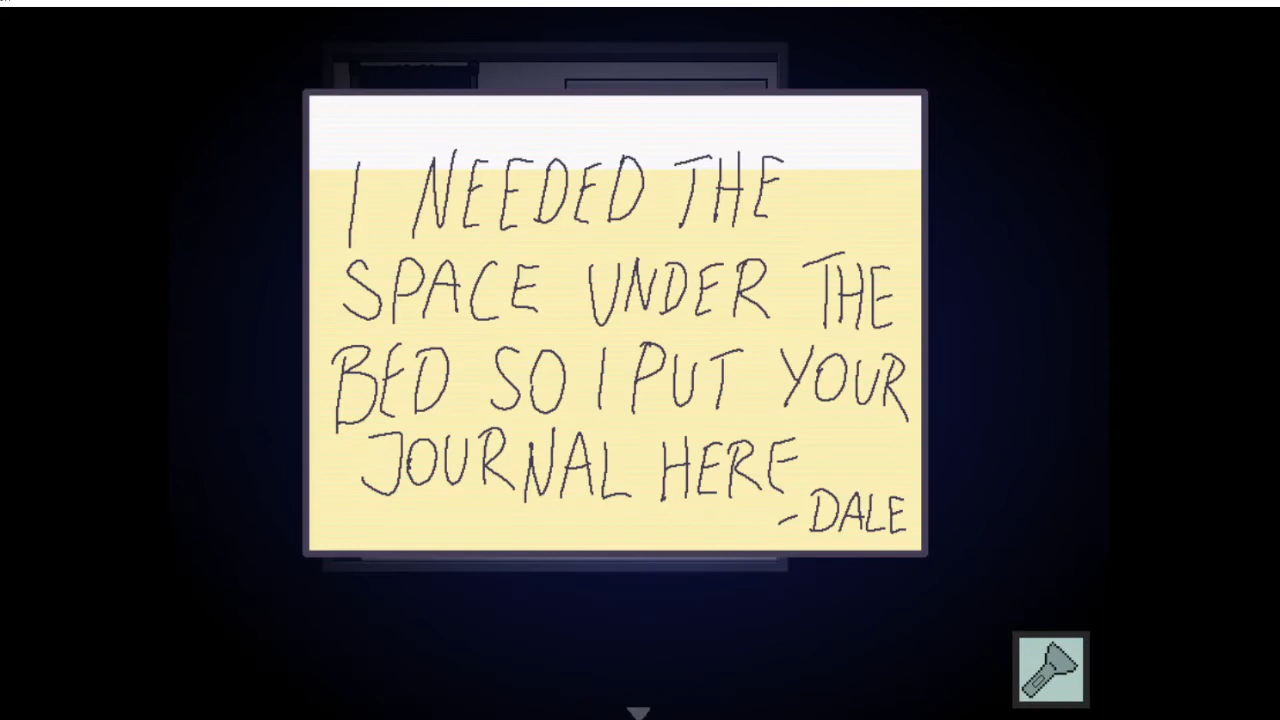 I NEEDED THE
SPACE UNDER THE
BED SO I PUT YOUR
JOURNAL HERE
- DALE